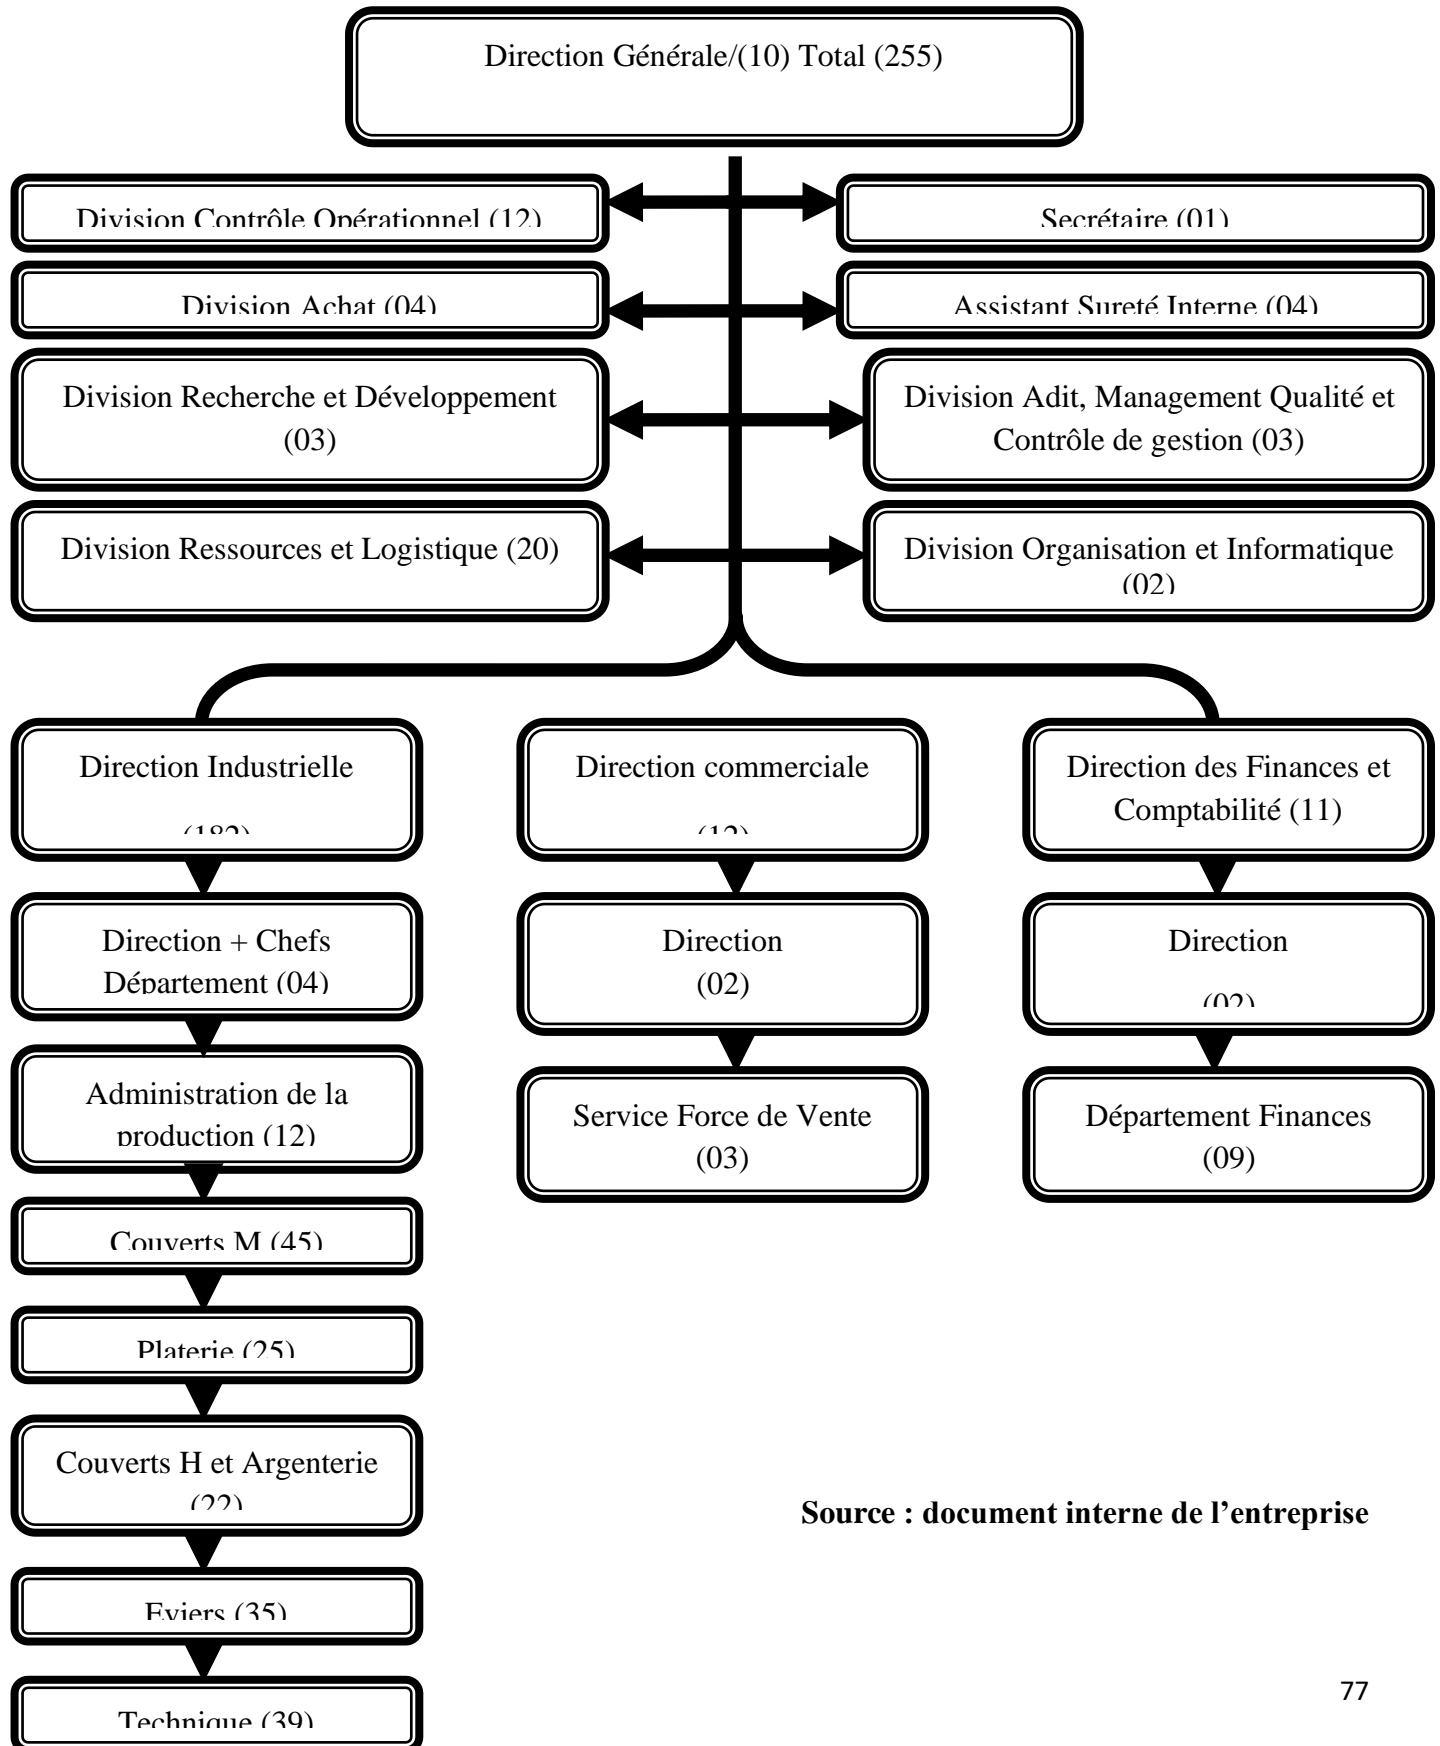 Direction Générale/(10) Total (255)
Division Contrôle Opérationnel (12)
Secrétaire (01)
Division Achat (04)
Assistant Sureté Interne (04)
Division Recherche et Développement
(03)
Division Adit, Management Qualité et
Contrôle de gestion (03)
Division Ressources et Logistique (20)
Division Organisation et Informatique
(02)
Direction Industrielle
(182)
Direction commerciale
(12)
Direction des Finances et
Comptabilité (11)
Direction + Chefs
Département (04)
Direction
(02)
Direction
(02)
Administration de la
production (12)
Service Force de Vente
(03)
Département Finances
(09)
Couverts M (45)
Platerie (25)
Couverts H et Argenterie
(22)
Eviers (35)
Technique (39)
Source : document interne de l’entreprise
77